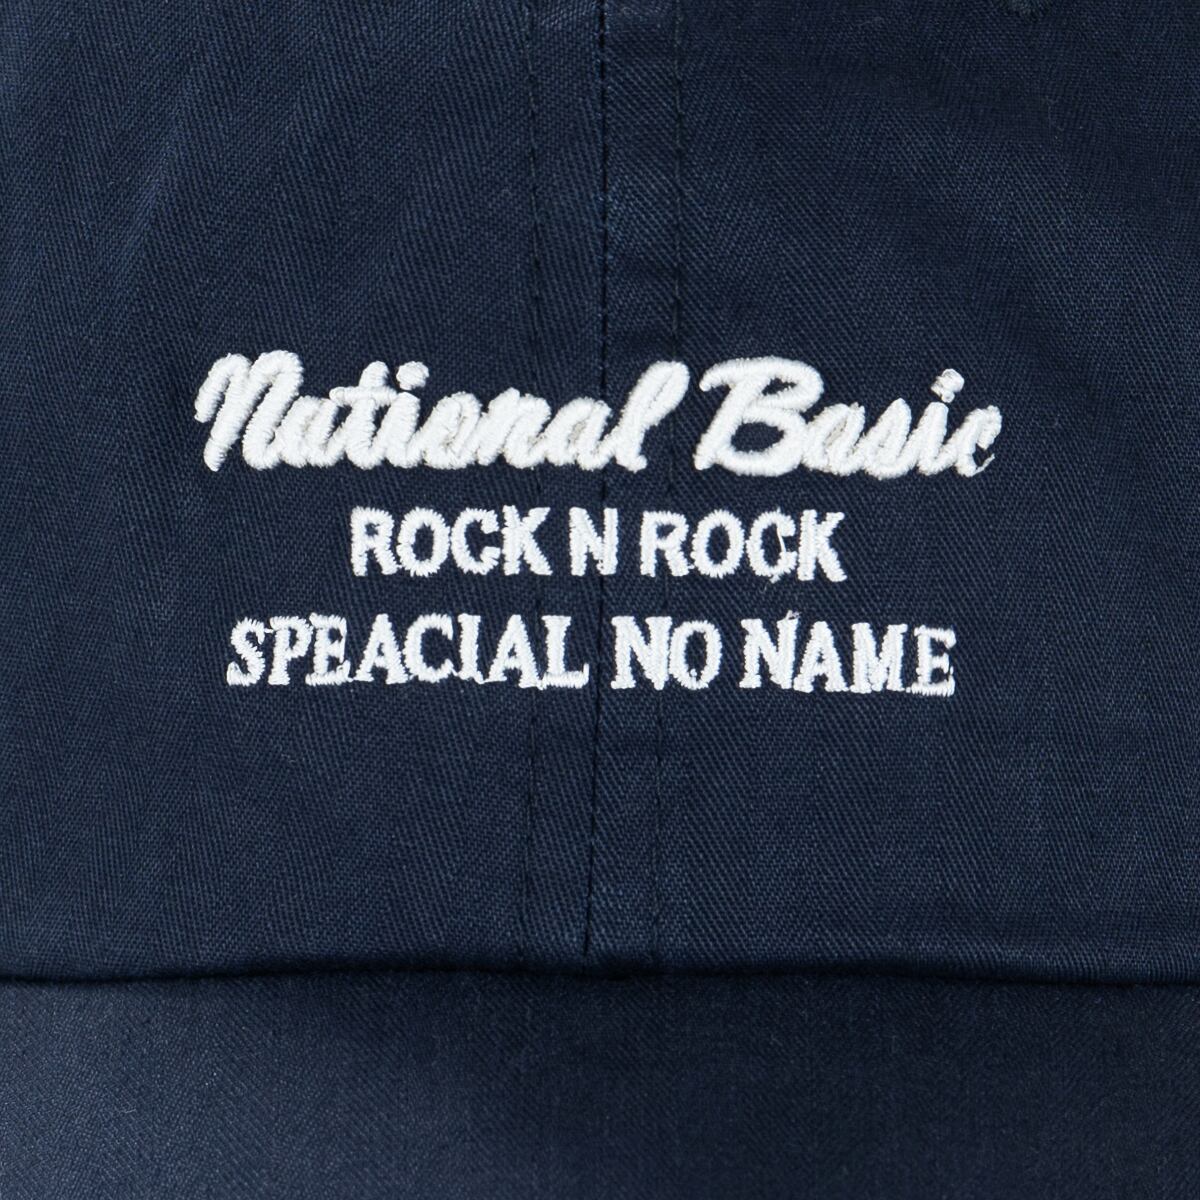 National Basic
ROCK N ROCK
SPEACIAL NO NAME